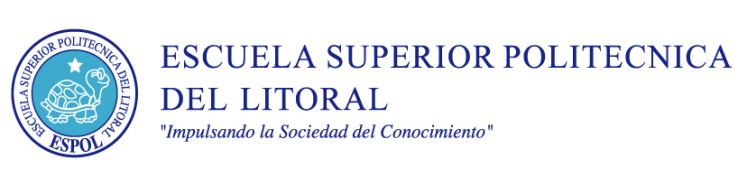 ESCUELA SUPERIOR POLITECNICA DEL LITORAL
ESPOL
ESCUELA SUPERIOR POLITECNICA
DEL LITORAL
"Impulsando la Sociedad del Conocimiento"